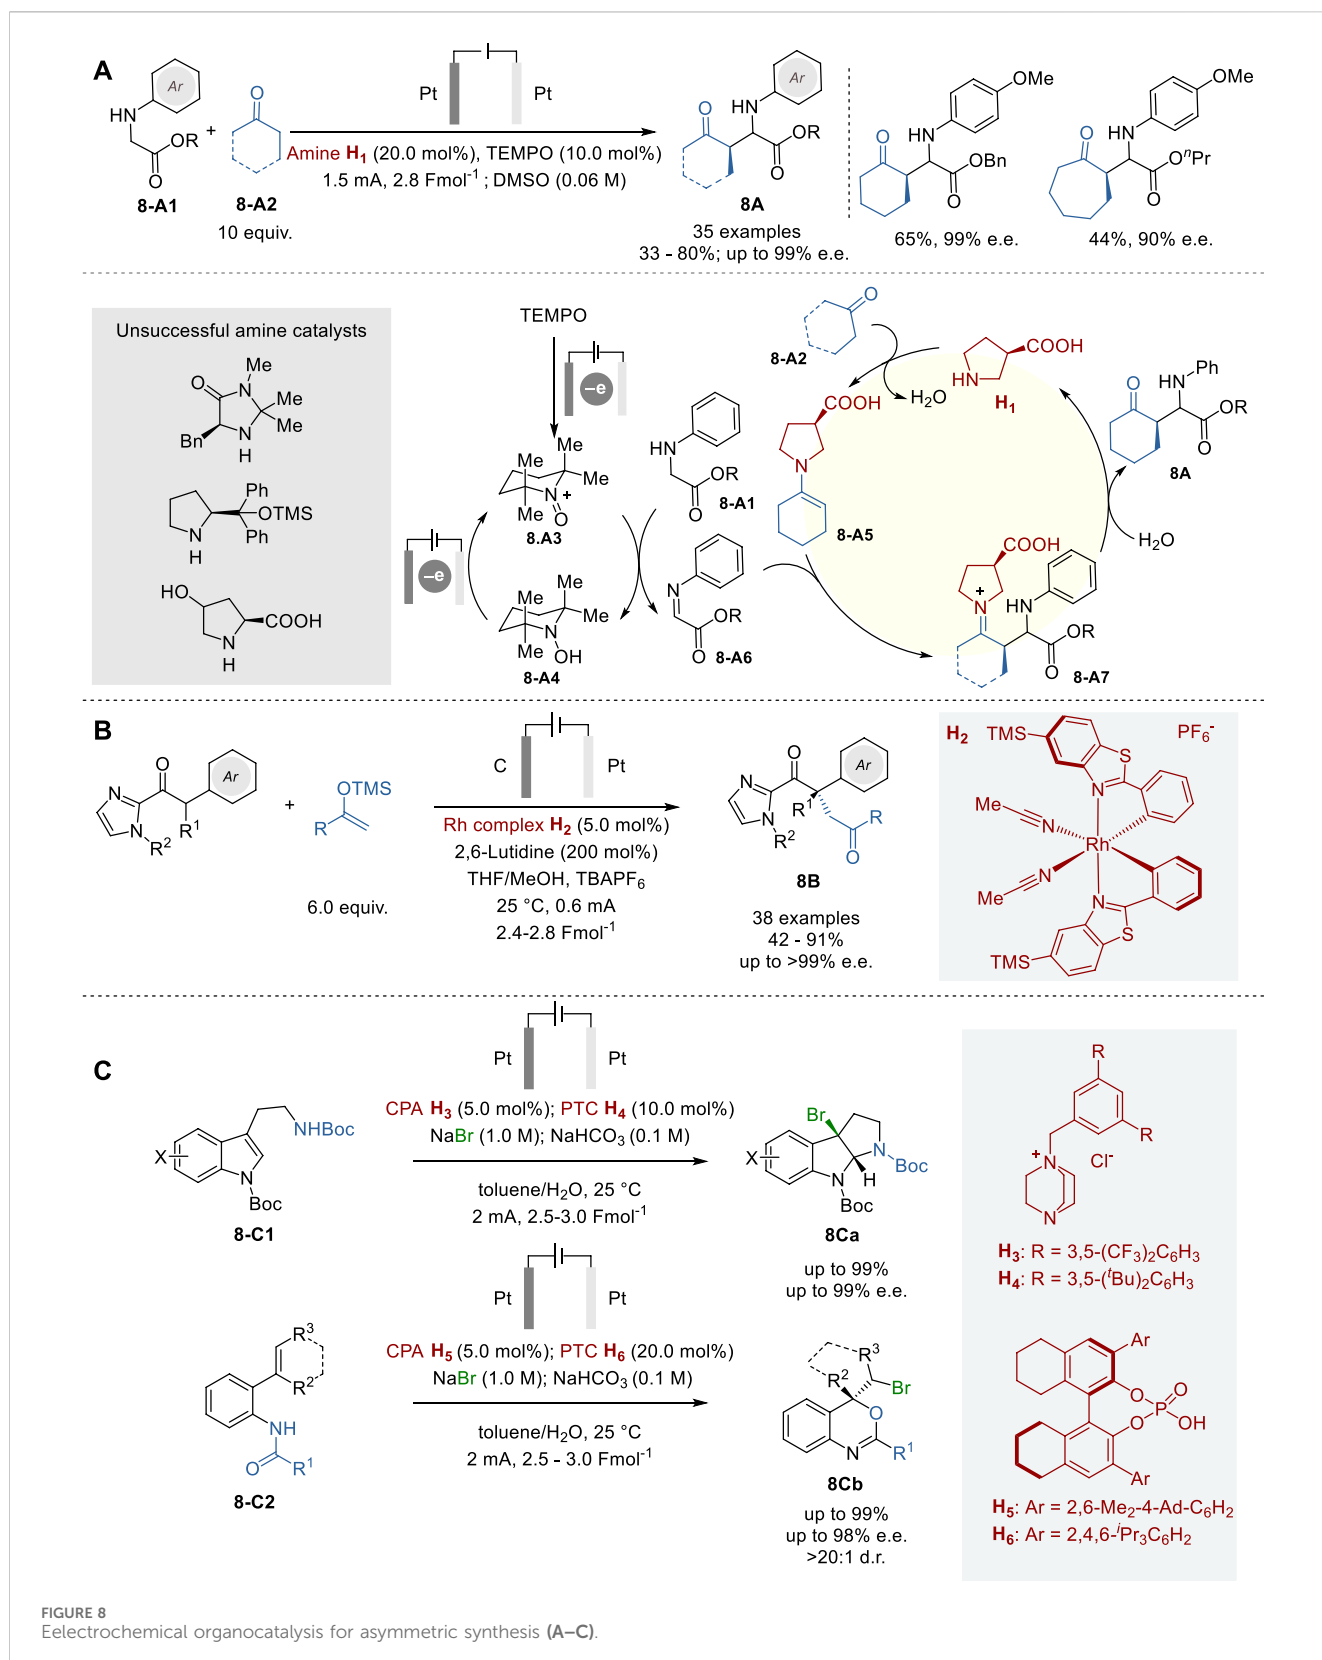 A
Ar
HN
OR
O
8-A1
+
O
8-A2
10 equiv.
Pt
Pt
Amine H₁ (20.0 mol%), TEMPO (10.0 mol%)
1.5 mA, 2.8 Fmol⁻¹ ; DMSO (0.06 M)
Ar
HN
O
OR
O
8A
35 examples
33 - 80%; up to 99% e.e.
OMe
HN
O
OBn
O
65%, 99% e.e.
OMe
HN
O
OⁿPr
O
44%, 90% e.e.
Unsuccessful amine catalysts
Me
O
N
Me
Me
Bn
N
H
Ph
OTMS
N
H
Ph
HO
COOH
N
H
TEMPO
–e
Me
Me
Me
N
+
Me
O
8.A3
–e
Me
Me
Me
N
Me
OH
8-A4
HN
OR
O
8-A1
N
OR
O
8-A6
O
8-A2
H₂O
COOH
HN
H₁
COOH
N
8-A5
COOH
+
N
HN
OR
O
8-A7
H₂O
O
HN
Ph
OR
O
8A
B
O
Ar
N
N
R¹
R²
+
OTMS
R
6.0 equiv.
C
Pt
Rh complex H₂ (5.0 mol%)
2,6-Lutidine (200 mol%)
THF/MeOH, TBAPF₆
25 °C, 0.6 mA
2.4-2.8 Fmol⁻¹
O
Ar
N
N
R¹
R
R²
O
8B
38 examples
42 - 91%
up to >99% e.e.
H₂
TMS
PF₆⁻
S
N
Me
N
Rh
N
Me
N
S
TMS
C
NHBoc
X
N
Boc
8-C1
Pt
Pt
CPA H₃ (5.0 mol%); PTC H₄ (10.0 mol%)
NaBr (1.0 M); NaHCO₃ (0.1 M)
toluene/H₂O, 25 °C
2 mA, 2.5-3.0 Fmol⁻¹
Br
X
N
Boc
N
H
Boc
8Ca
up to 99%
up to 99% e.e.
R³
R²
NH
O
R¹
8-C2
Pt
Pt
CPA H₅ (5.0 mol%); PTC H₆ (20.0 mol%)
NaBr (1.0 M); NaHCO₃ (0.1 M)
toluene/H₂O, 25 °C
2 mA, 2.5 - 3.0 Fmol⁻¹
R³
R²
Br
O
N
R¹
8Cb
up to 99%
up to 98% e.e.
>20:1 d.r.
R
R
+
N
Cl⁻
N
H₃: R = 3,5-(CF₃)₂C₆H₃
H₄: R = 3,5-(ᵗBu)₂C₆H₃
Ar
O
O
P
OH
O
Ar
H₅: Ar = 2,6-Me₂-4-Ad-C₆H₂
H₆: Ar = 2,4,6-ⁱPr₃C₆H₂
FIGURE 8
Eelectrochemical organocatalysis for asymmetric synthesis (A–C).